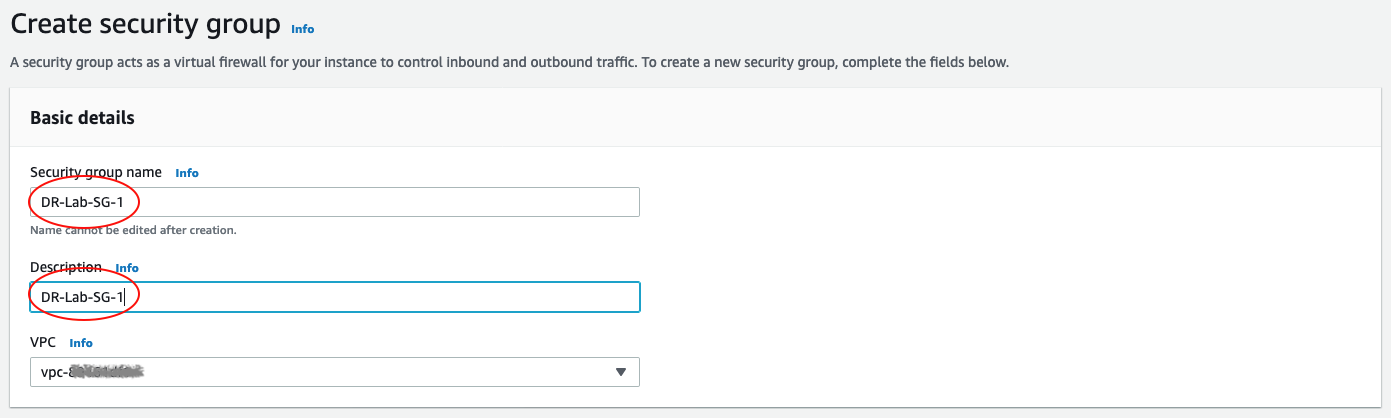 Create security group Info
A security group acts as a virtual firewall for your instance to control inbound and outbound traffic. To create a new security group, complete the fields below.
Basic details
Security group name Info
DR-Lab-SG-1
Name cannot be edited after creation.
Description Info
DR-Lab-SG-1
VPC Info
vpc-